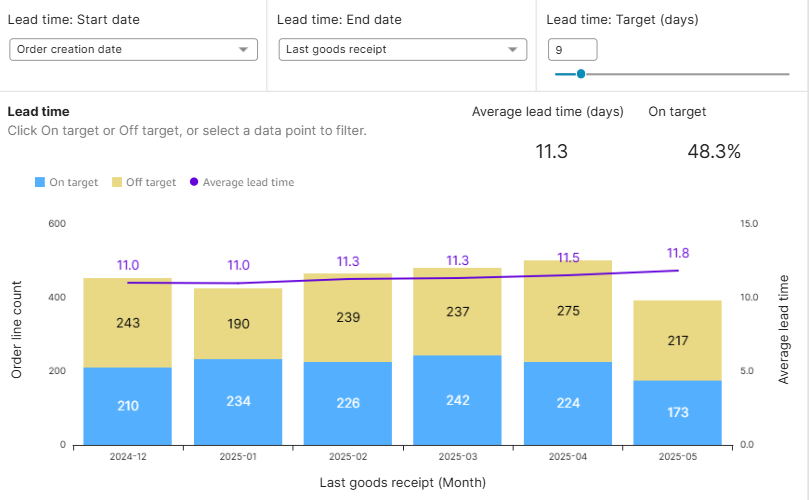 Lead time: Start date
Order creation date
Lead time: End date
Last goods receipt
Lead time: Target (days)
9
Lead time
Click On target or Off target, or select a data point to filter.
Average lead time (days)
11.3
On target
48.3%
On target Off target Average lead time
600
400
200
0
Order line count
15.0
10.0
5.0
0.0
Average lead time
11.0 11.0 11.3 11.3 11.5 11.8
243 190 239 237 275 217
210 234 226 242 224 173
2024-12 2025-01 2025-02 2025-03 2025-04 2025-05
Last goods receipt (Month)